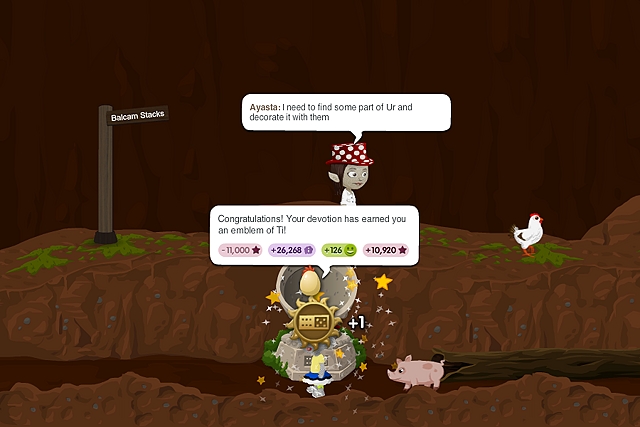 Balcam Stacks
Ayasta: I need to find some part of Ur and
decorate it with them
Congratulations! Your devotion has earned you
an emblem of Ti!
-11,000 +26,268 +126 +10,920
+1